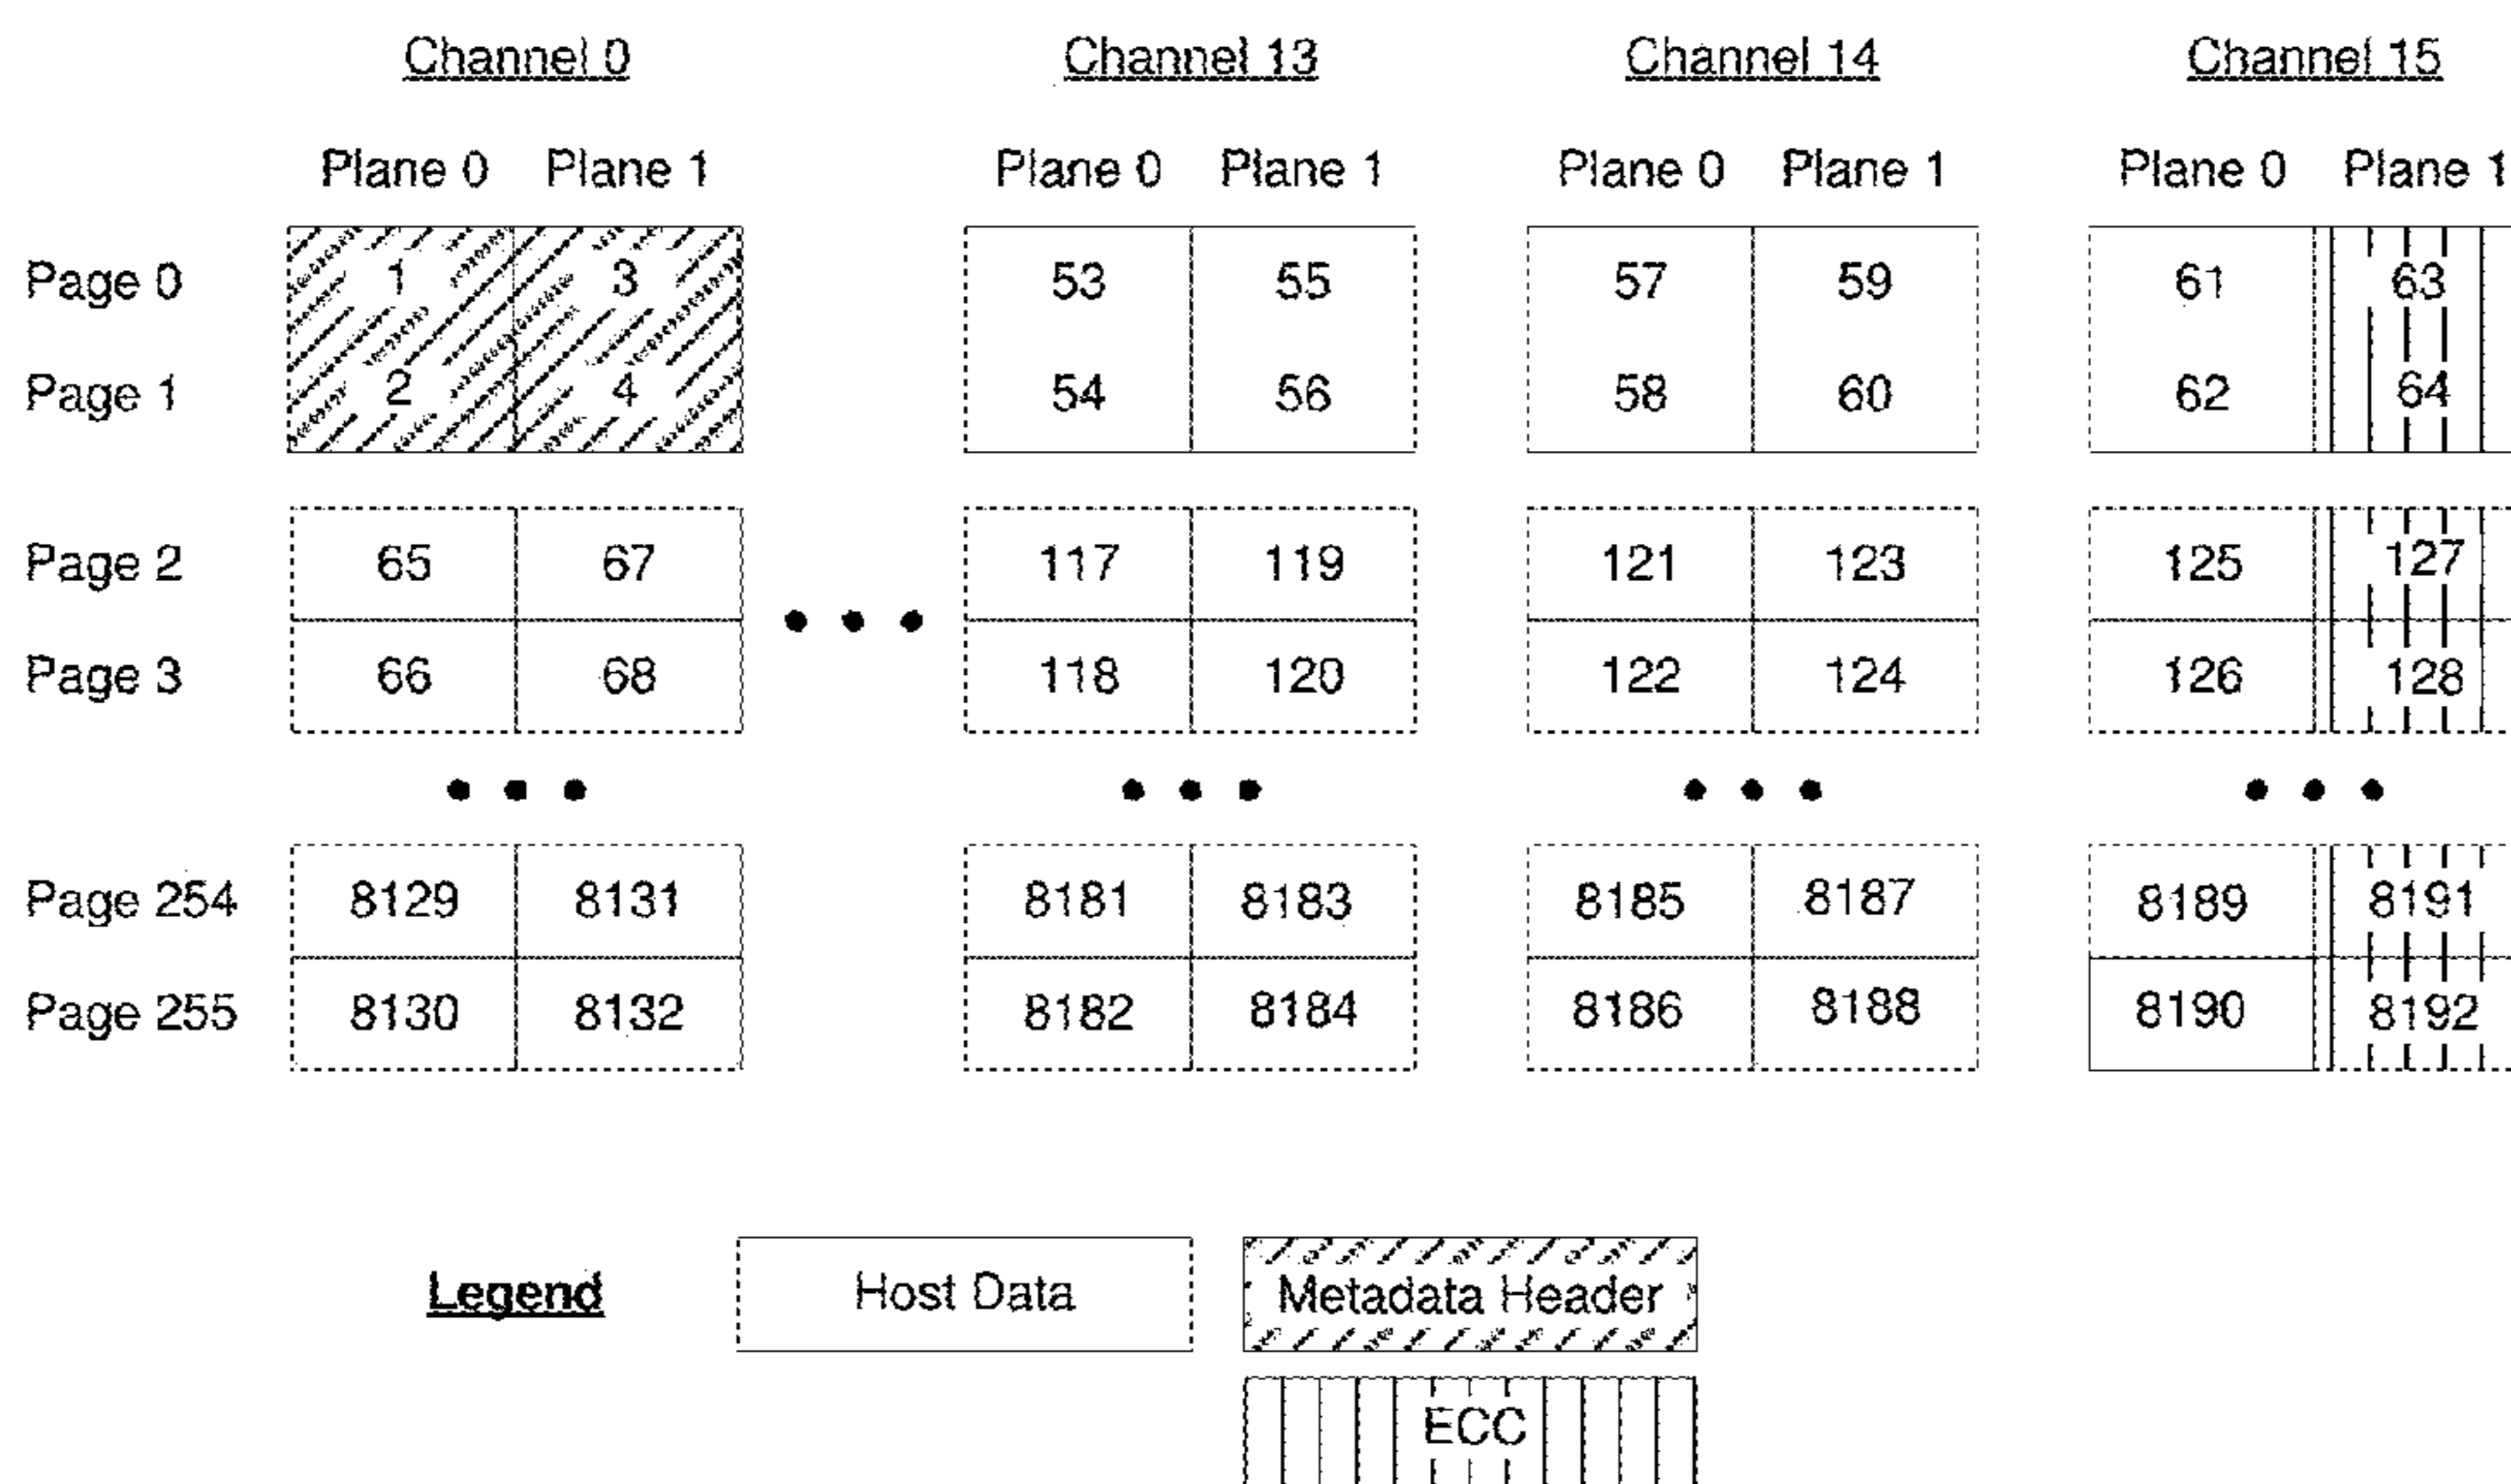 Channel 0 Channel 13 Channel 14 Channel 15
Plane 0 Plane 1 Plane 0 Plane 1 Plane 0 Plane 1 Plane 0 Plane 1
Page 0 1 3 53 55 57 59 61 63
Page 1 2 4 54 56 58 60 62 64
Page 2 65 67 117 119 121 123 125 127
Page 3 66 68 118 120 122 124 126 128
Page 254 8129 8131 8181 8183 8185 8187 8189 8191
Page 255 8130 8132 8182 8184 8186 8188 8190 8192
Legend Host Data Metadata Header
ECC